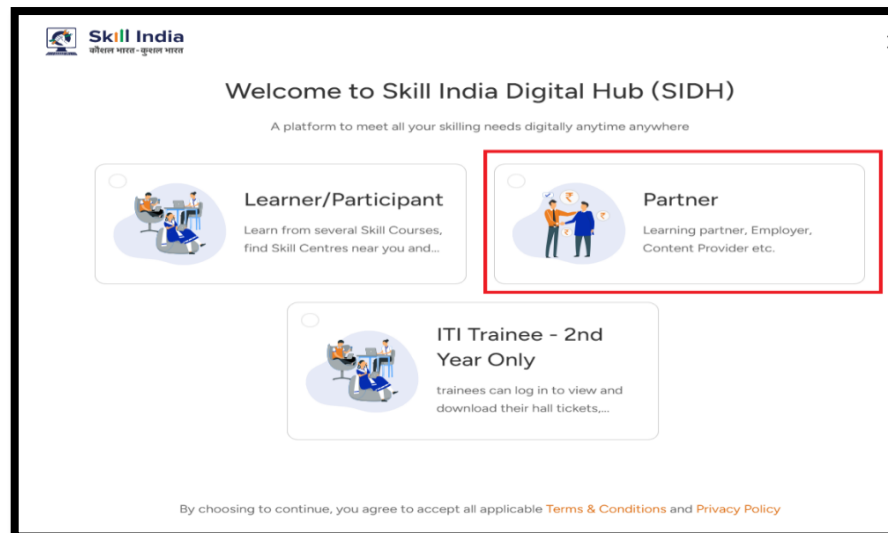 Skill India
कौशल भारत-कुशल भारत
Welcome to Skill India Digital Hub (SIDH)
A platform to meet all your skilling needs digitally anytime anywhere
Learner/Participant
Learn from several Skill Courses,
find Skill Centres near you and...
Partner
Learning partner, Employer,
Content Provider etc.
ITI Trainee - 2nd
Year Only
trainees can log in to view and
download their hall tickets,...
By choosing to continue, you agree to accept all applicable Terms & Conditions and Privacy Policy